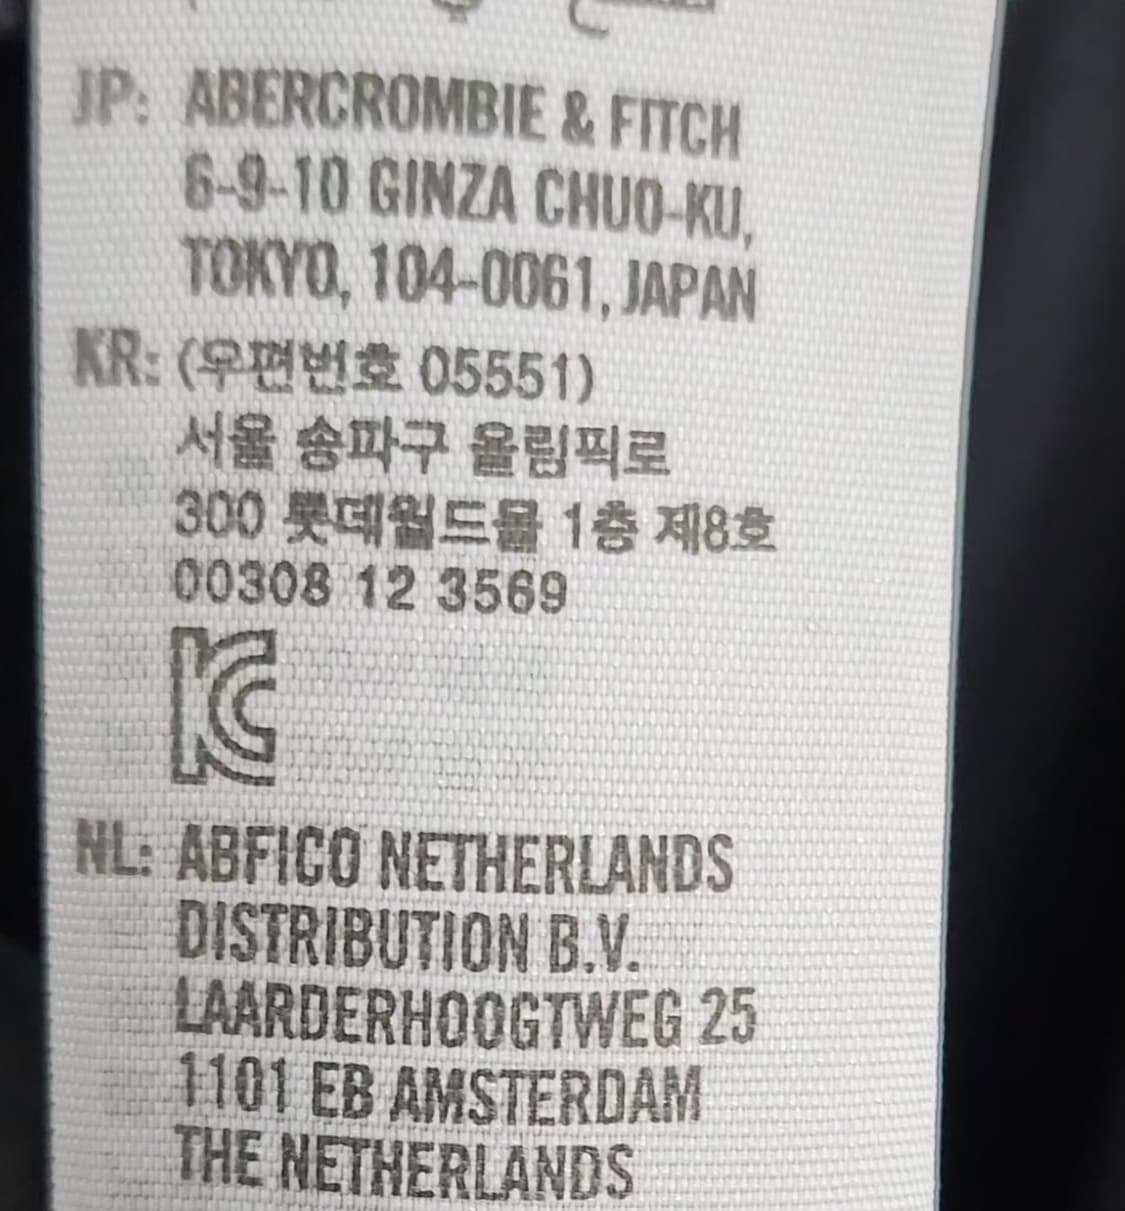 JP: ABERCROMBIE & FITCH
6-9-10 GINZA CHUO-KU,
TOKYO, 104-0061, JAPAN
KR: (우편번호 05551)
서울 송파구 올림픽로
300 롯데월드몰 1층 제8호
00308 12 3569
KC
NL: ABFICO NETHERLANDS
DISTRIBUTION B.V.
LAARDERHOOGTWEG 25
1101 EB AMSTERDAM
THE NETHERLANDS